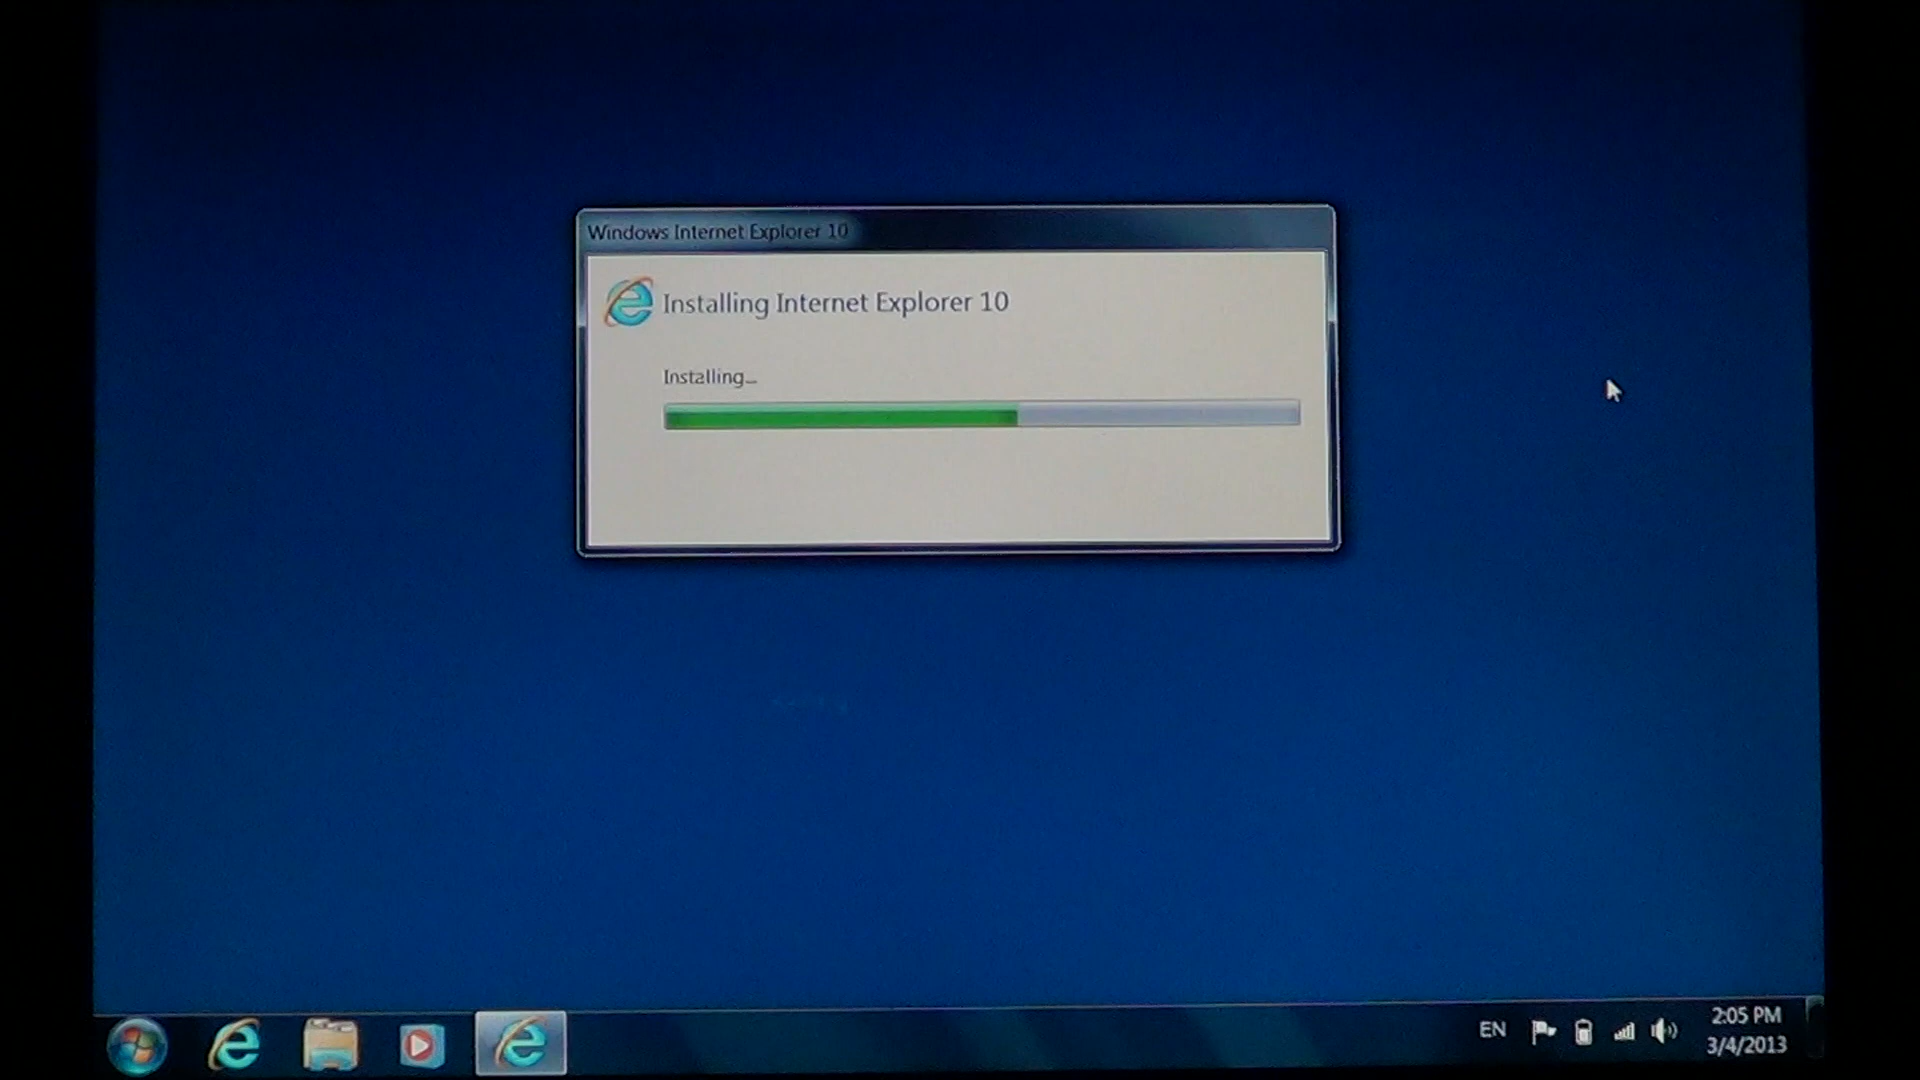 Windows Internet Explorer 10
Installing Internet Explorer 10
Installing...
EN
2:05 PM
3/4/2013